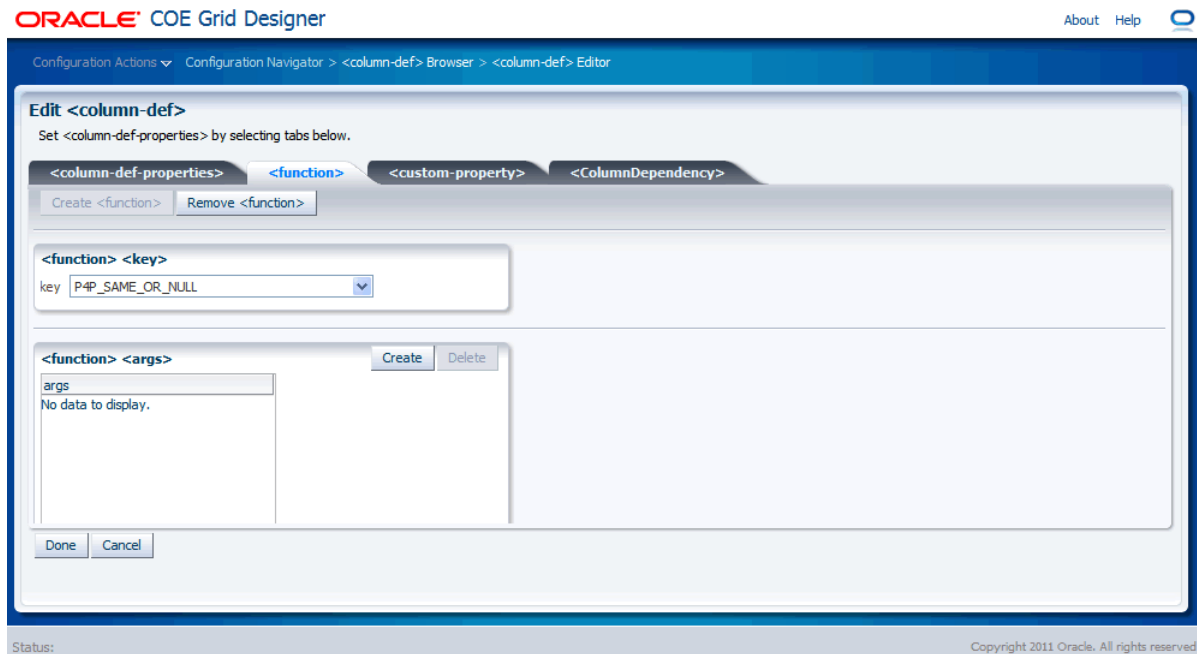 ORACLE COE Grid Designer About Help
Configuration Actions Configuration Navigator > <column-def> Browser > <column-def> Editor
Edit <column-def>
Set <column-def-properties> by selecting tabs below.
<column-def-properties> <function> <custom-property> <ColumnDependency>
Create <function> Remove <function>
<function> <key>
key P4P_SAME_OR_NULL
<function> <args> Create Delete
args
No data to display.
Done Cancel
Status: Copyright 2011 Oracle. All rights reserved